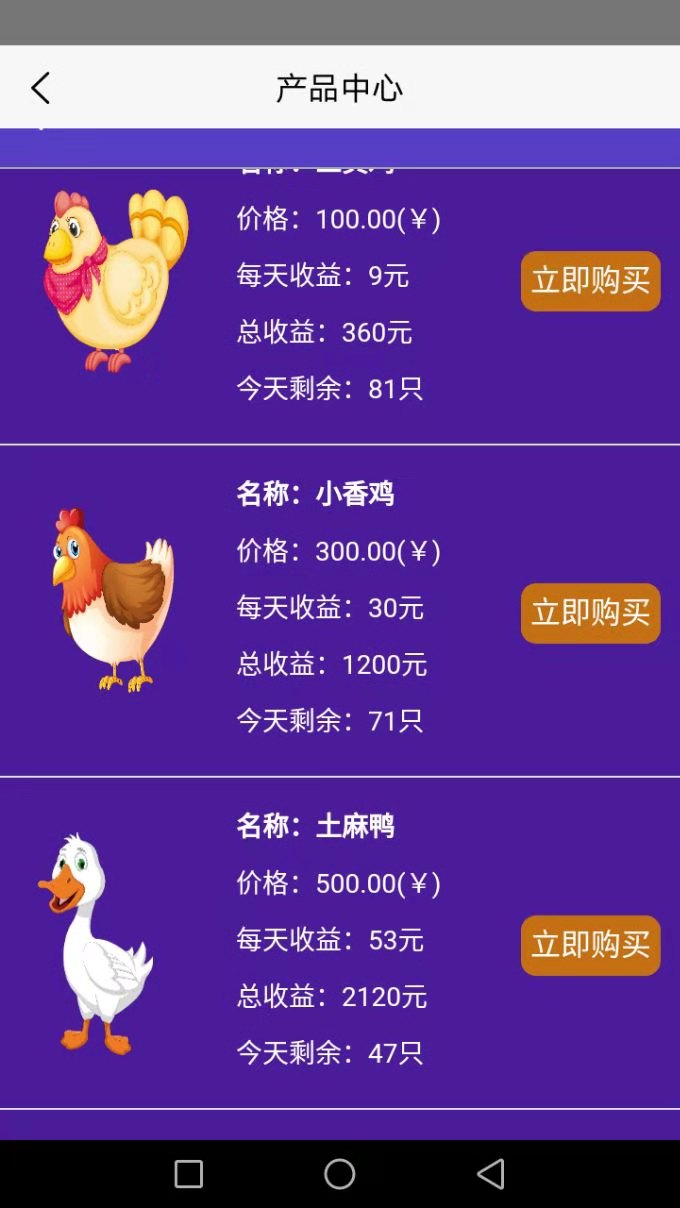 产品中心
价格：100.00(￥)
每天收益：9元
立即购买
总收益：360元
今天剩余：81只
名称：小香鸡
价格：300.00(￥)
每天收益：30元
立即购买
总收益：1200元
今天剩余：71只
名称：土麻鸭
价格：500.00(￥)
每天收益：53元
立即购买
总收益：2120元
今天剩余：47只